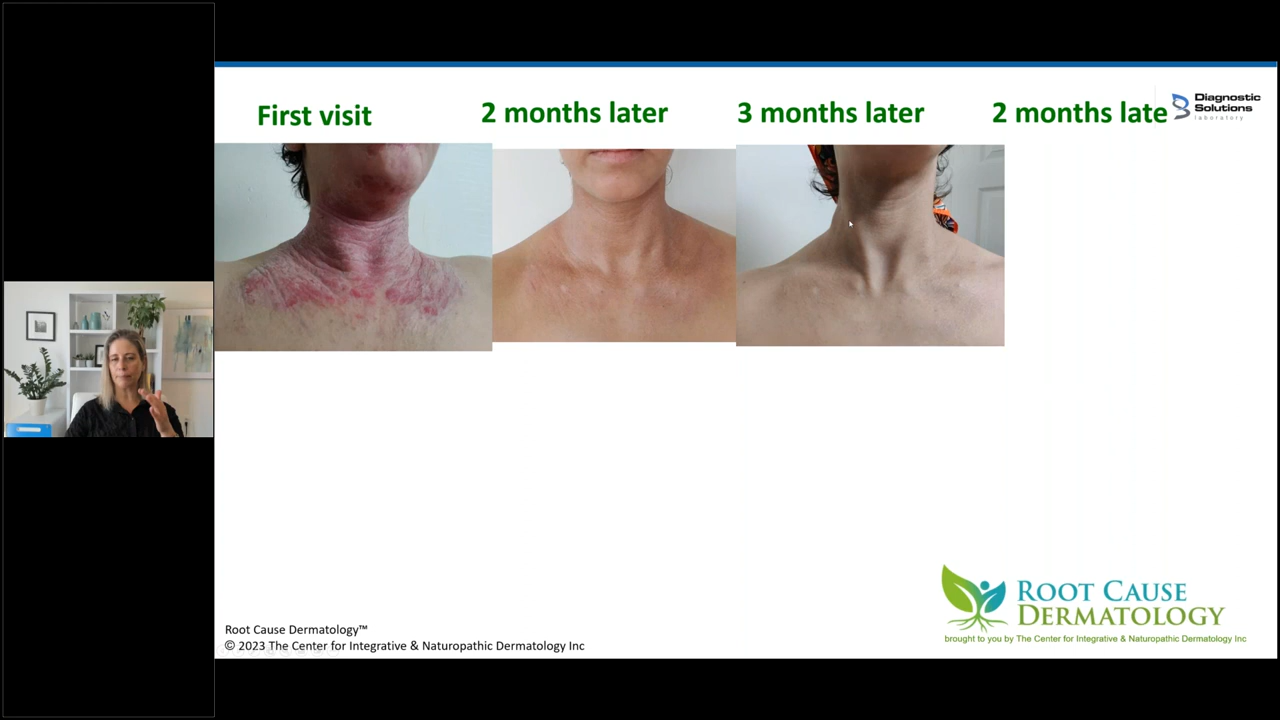 First visit
2 months later
3 months later
2 months late
Diagnostic
Solutions
laboratory
ROOT CAUSE
DERMATOLOGY
brought to you by The Center for Integrative & Naturopathic Dermatology Inc
Root Cause Dermatology™
© 2023 The Center for Integrative & Naturopathic Dermatology Inc